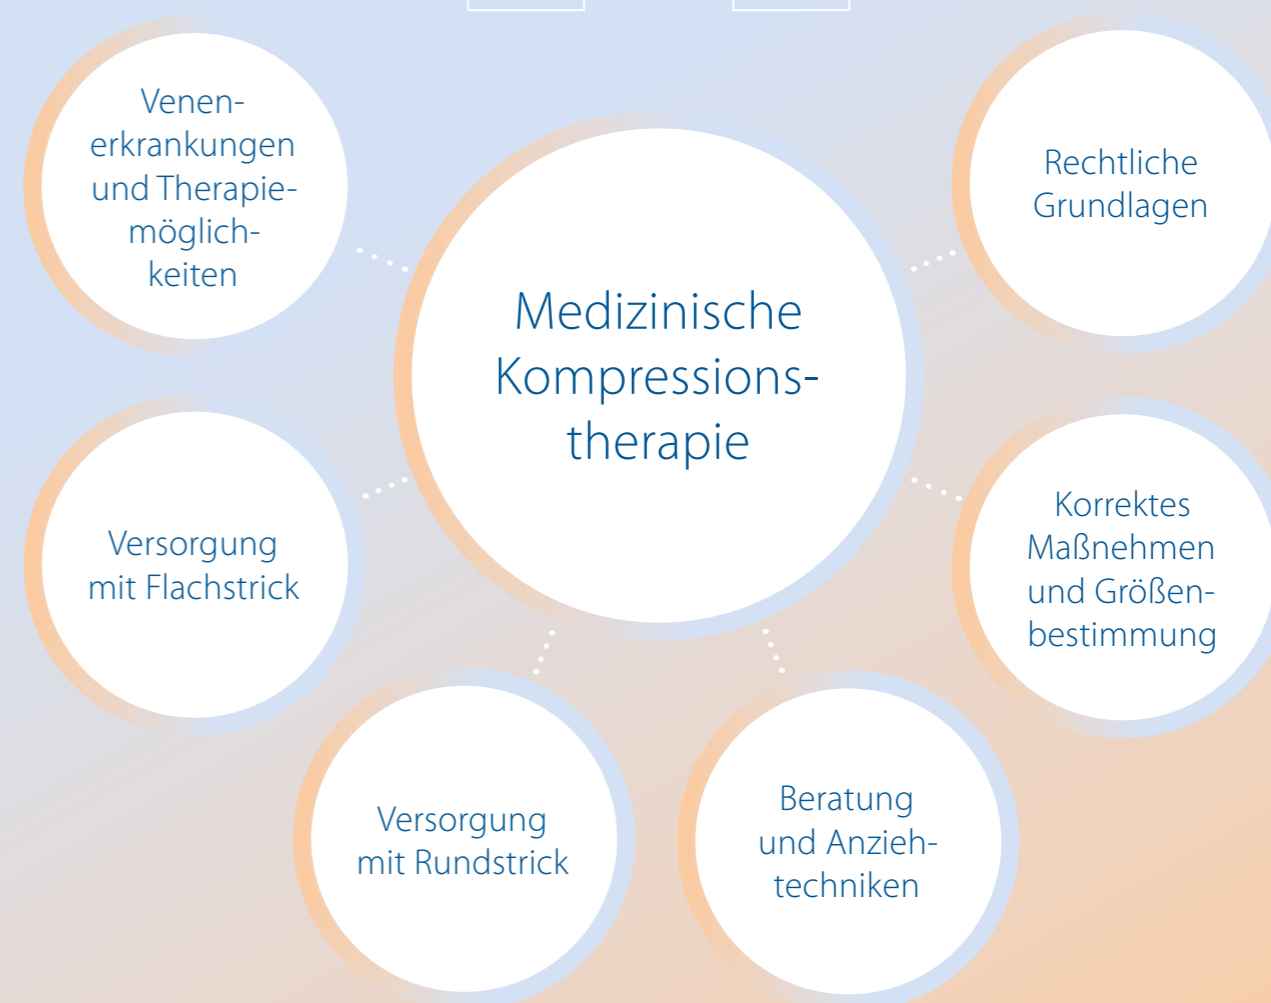 Venen-
erkrankungen
und Therapie-
möglich-
keiten
Rechtliche
Grundlagen
Medizinische
Kompressions-
therapie
Versorgung
mit Flachstrick
Korrektes
Maßnehmen
und Größen-
bestimmung
Versorgung
mit Rundstrick
Beratung
und Anzieh-
techniken